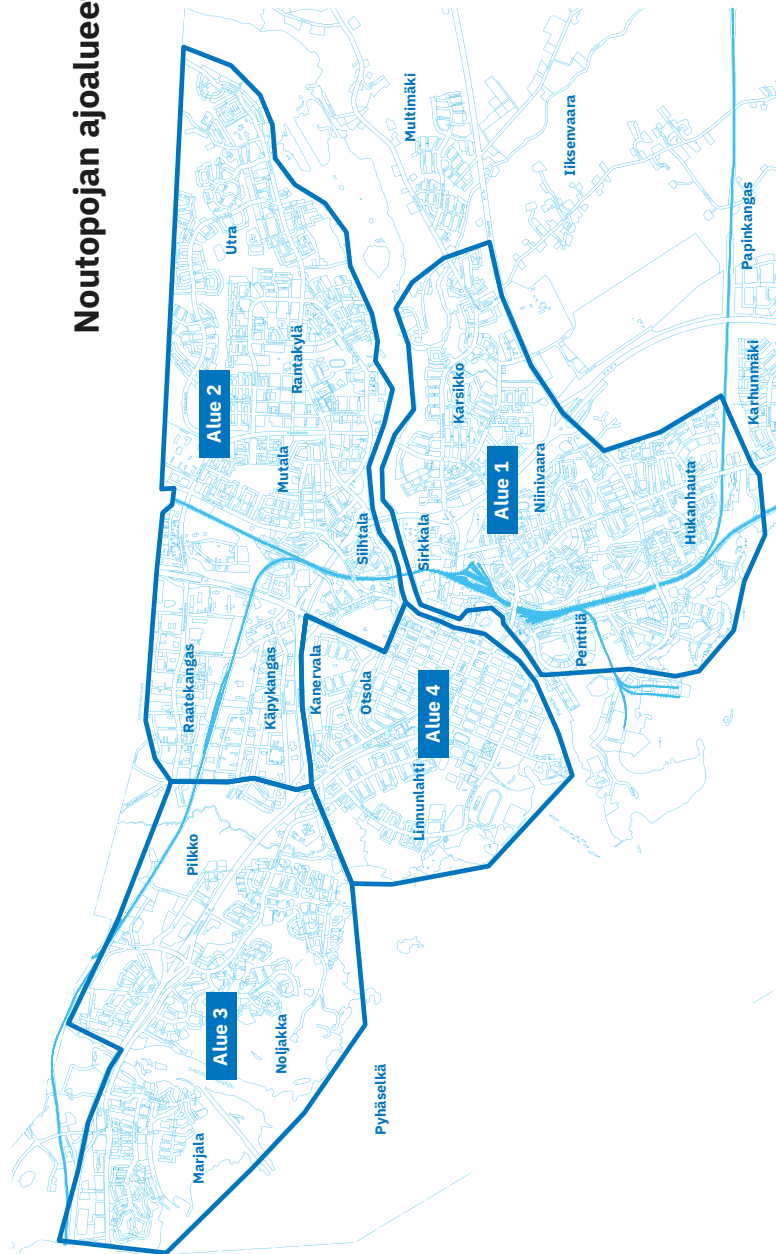 Noutopojan ajoalueet
Marjala
Noljakka
Alue 3
Pilkko
Pyhäselkä
Raatekangas
Käpykangas
Kanervala
Otsola
Alue 4
Linnunlahti
Alue 2
Utra
Rantakylä
Mutala
Siihtala
Sirkkala
Karsikko
Alue 1
Niinivaara
Penttilä
Hukanhauta
Multimäki
Iiksenvaara
Papinkangas
Karhunmäki